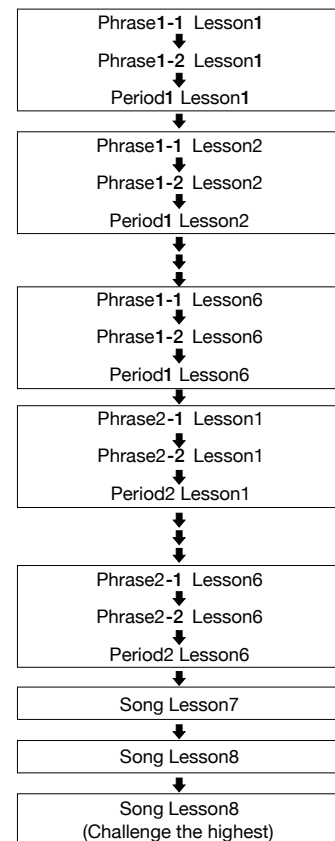 Phrase1-1 Lesson1
Phrase1-2 Lesson1
Period1 Lesson1
Phrase1-1 Lesson2
Phrase1-2 Lesson2
Period1 Lesson2
Phrase1-1 Lesson6
Phrase1-2 Lesson6
Period1 Lesson6
Phrase2-1 Lesson1
Phrase2-2 Lesson1
Period2 Lesson1
Phrase2-1 Lesson6
Phrase2-2 Lesson6
Period2 Lesson6
Song Lesson7
Song Lesson8
Song Lesson8
(Challenge the highest)